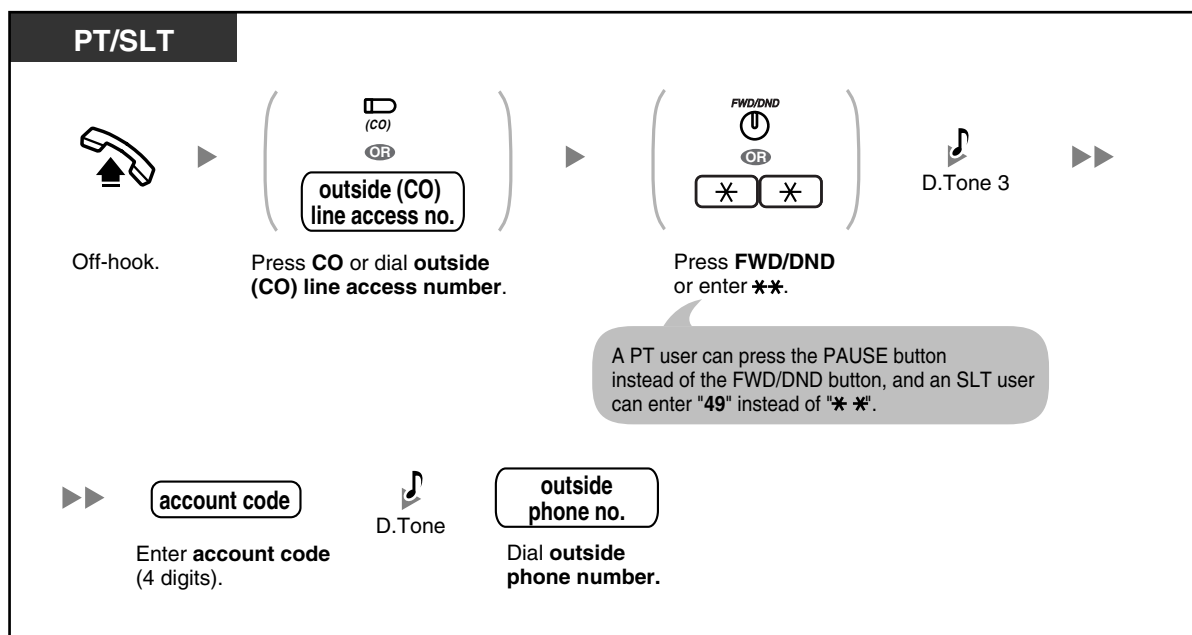 PT/SLT
(CO)
OR
outside (CO)
line access no.
FWD/DND
OR
* *
D.Tone 3
Off-hook.
Press CO or dial outside
(CO) line access number.
Press FWD/DND
or enter **.
A PT user can press the PAUSE button
instead of the FWD/DND button, and an SLT user
can enter "49" instead of "* *".
account code
D.Tone
outside
phone no.
Enter account code
(4 digits).
Dial outside
phone number.